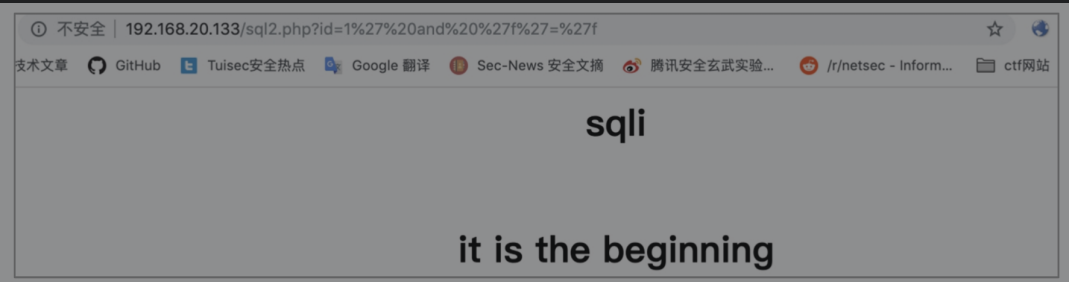 不安全 | 192.168.20.133/sql2.php?id=1%27%20and%20%27f%27=%27f
技术文章 GitHub Tuisec安全热点 Google 翻译 Sec-News 安全文摘 腾讯安全玄武实验... /r/netsec - Inform... ctf网站
sqli
it is the beginning